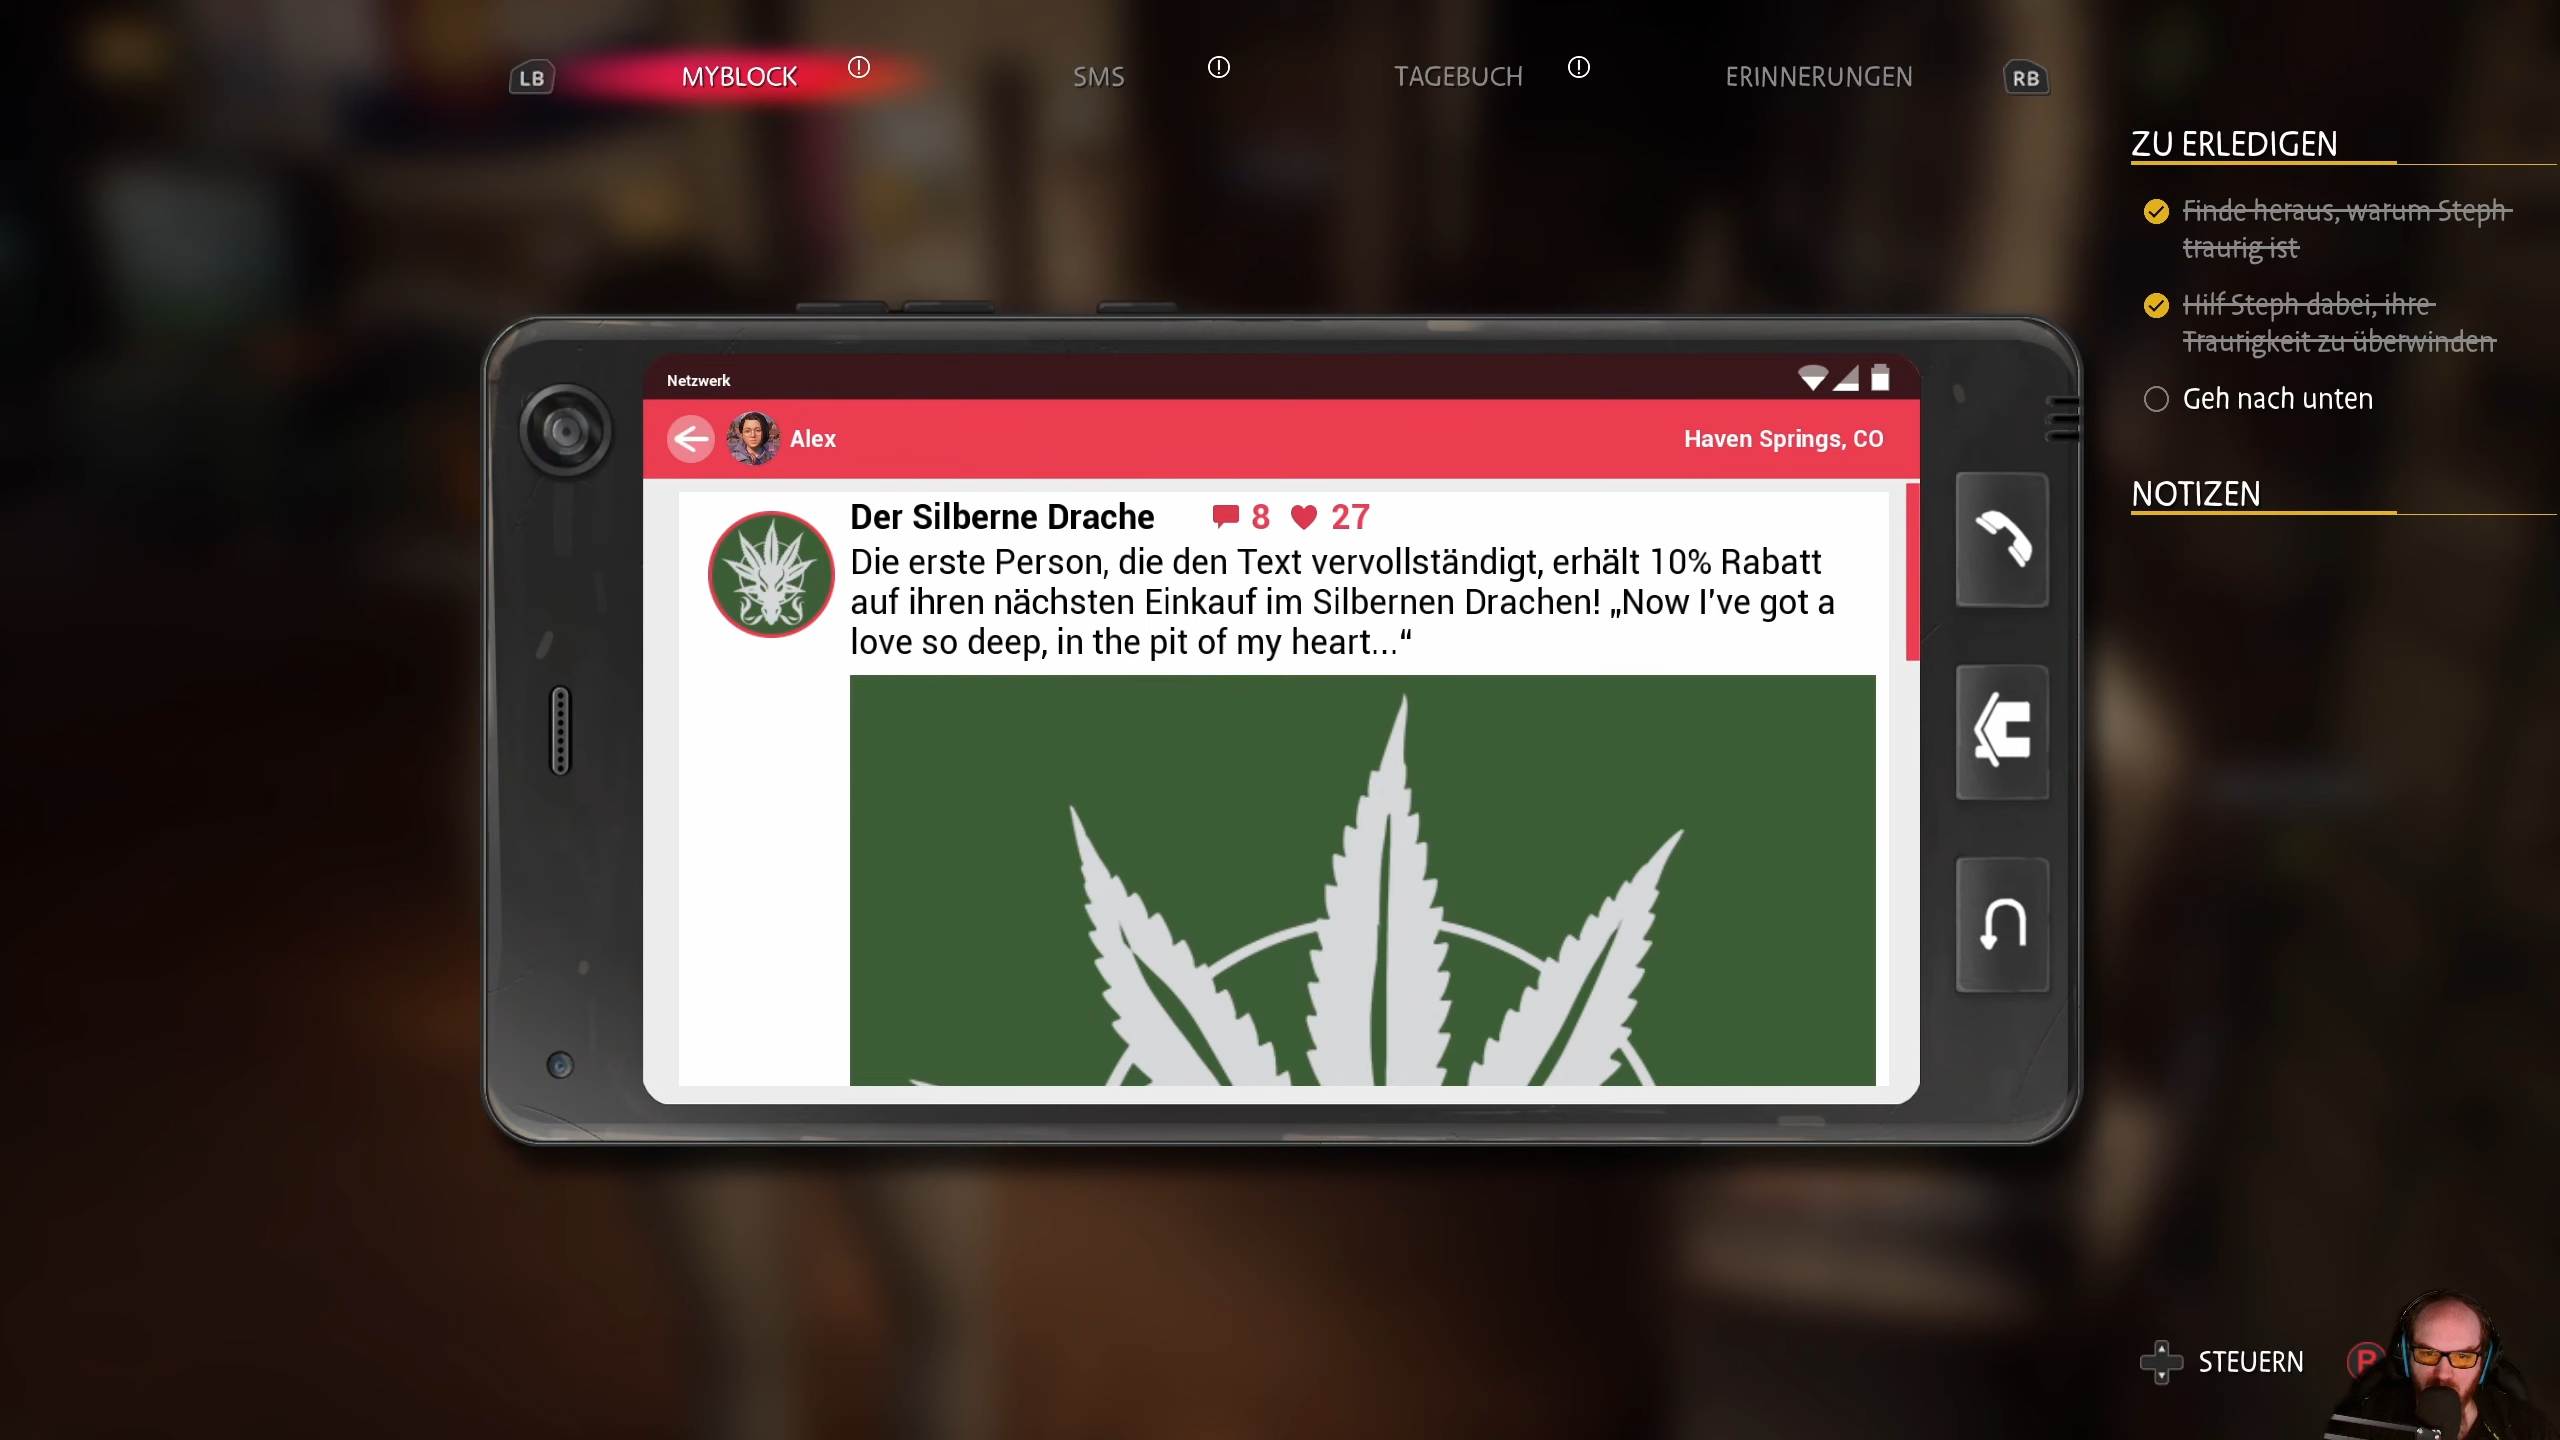 LB
MYBLOCK
SMS
TAGEBUCH
ERINNERUNGEN
RB
ZU ERLEDIGEN
Finde heraus, warum Steph
traurig ist
Hilf Steph dabei, ihre
Traurigkeit zu überwinden
Geh nach unten
NOTIZEN
Netzwerk
Alex
Haven Springs, CO
Der Silberne Drache 8 27
Die erste Person, die den Text vervollständigt, erhält 10% Rabatt
auf ihren nächsten Einkauf im Silbernen Drachen! „Now I've got a
love so deep, in the pit of my heart...“
STEUERN